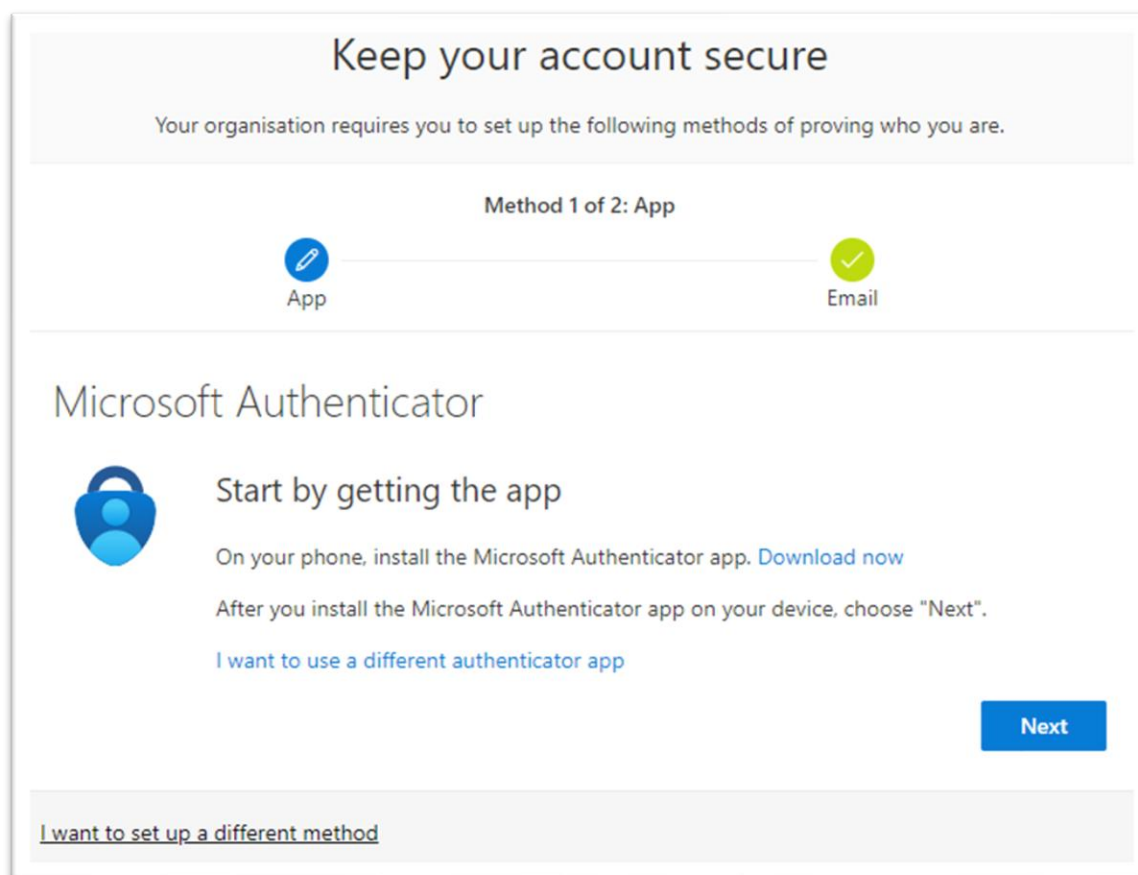 Keep your account secure
Your organisation requires you to set up the following methods of proving who you are.
Method 1 of 2: App
App
Email
Microsoft Authenticator
Start by getting the app
On your phone, install the Microsoft Authenticator app. Download now
After you install the Microsoft Authenticator app on your device, choose "Next".
I want to use a different authenticator app
Next
I want to set up a different method